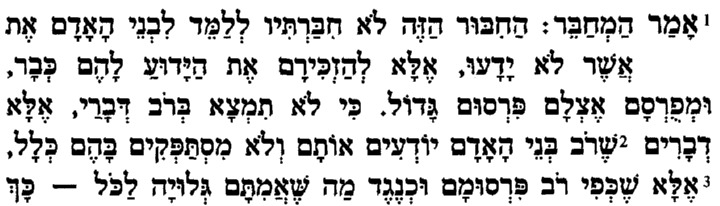 ¹אָמַר הַמְחַבֵּר: הַחִבּוּר הַזֶּה לֹא חִבַּרְתִּיו לְלַמֵּד לִבְנֵי הָאָדָם אֶת
אֲשֶׁר לֹא יָדָעוּ, אֶלָּא לְהַזְכִּירָם אֶת הַיָּדוּעַ לָהֶם כְּבָר,
וּמְפֻרְסָם אֶצְלָם פִּרְסוּם גָּדוֹל. כִּי לֹא תִמְצָא בְּרֹב דְּבָרַי, אֶלָּא
דְבָרִים ²שֶׁרֹב בְּנֵי הָאָדָם יוֹדְעִים אוֹתָם וְלֹא מִסְתַּפְּקִים בָּהֶם כְּלָל,
³אֶלָּא שֶׁכְּפִי רֹב פִּרְסוּמָם וּכְנֶגֶד מַה שֶּׁאֲמִתָּם גְּלוּיָה לַכֹּל — כָּךְ